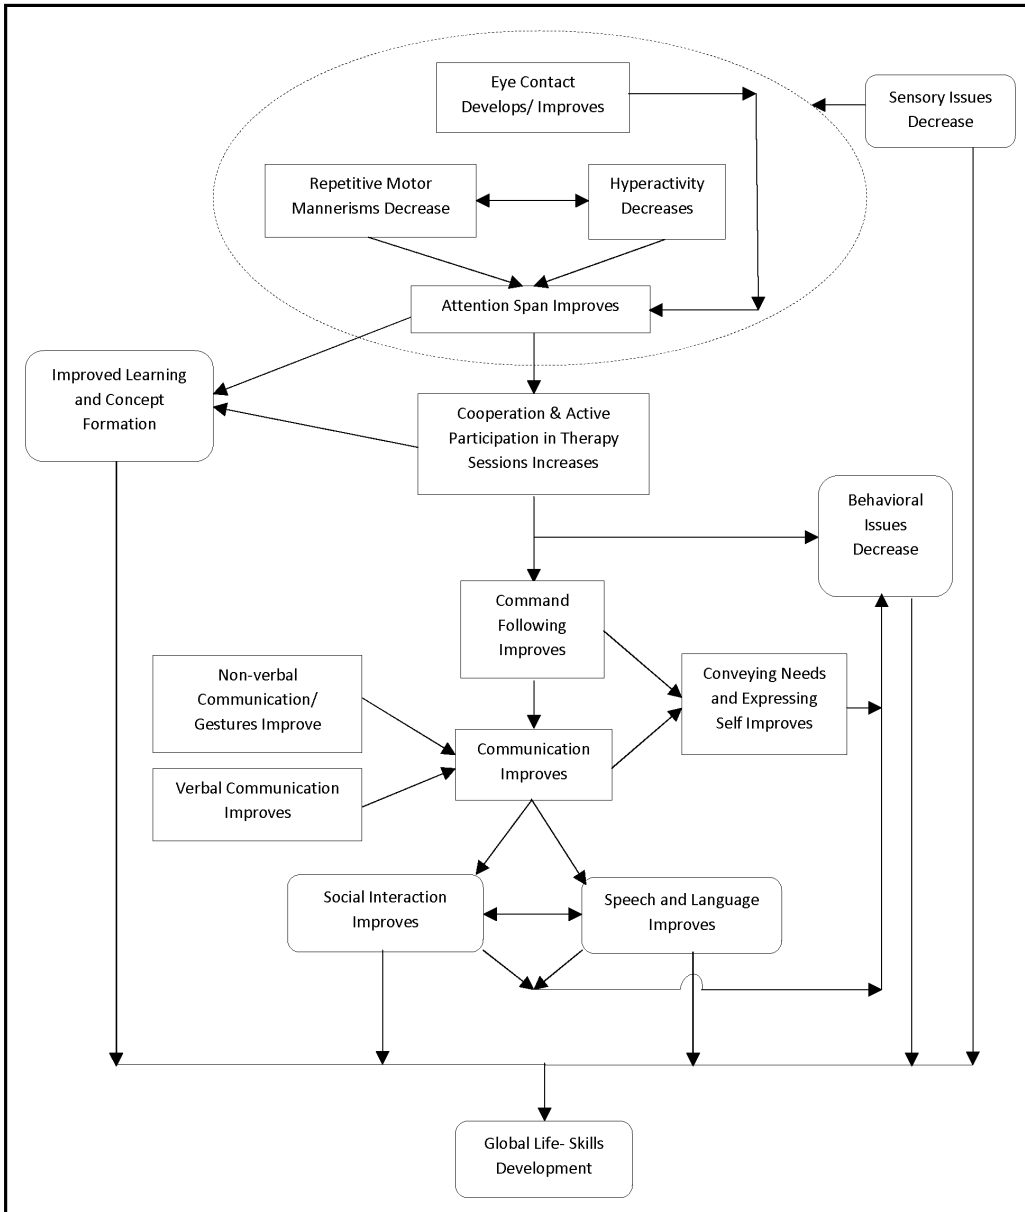 Eye Contact
Develops/ Improves
Sensory Issues
Decrease
Repetitive Motor
Mannerisms Decrease
Hyperactivity
Decreases
Attention Span Improves
Improved Learning
and Concept
Formation
Cooperation & Active
Participation in Therapy
Sessions Increases
Behavioral
Issues
Decrease
Command
Following
Improves
Non-verbal
Communication/
Gestures Improve
Conveying Needs
and Expressing
Self Improves
Communication
Improves
Verbal Communication
Improves
Social Interaction
Improves
Speech and Language
Improves
Global Life- Skills
Development